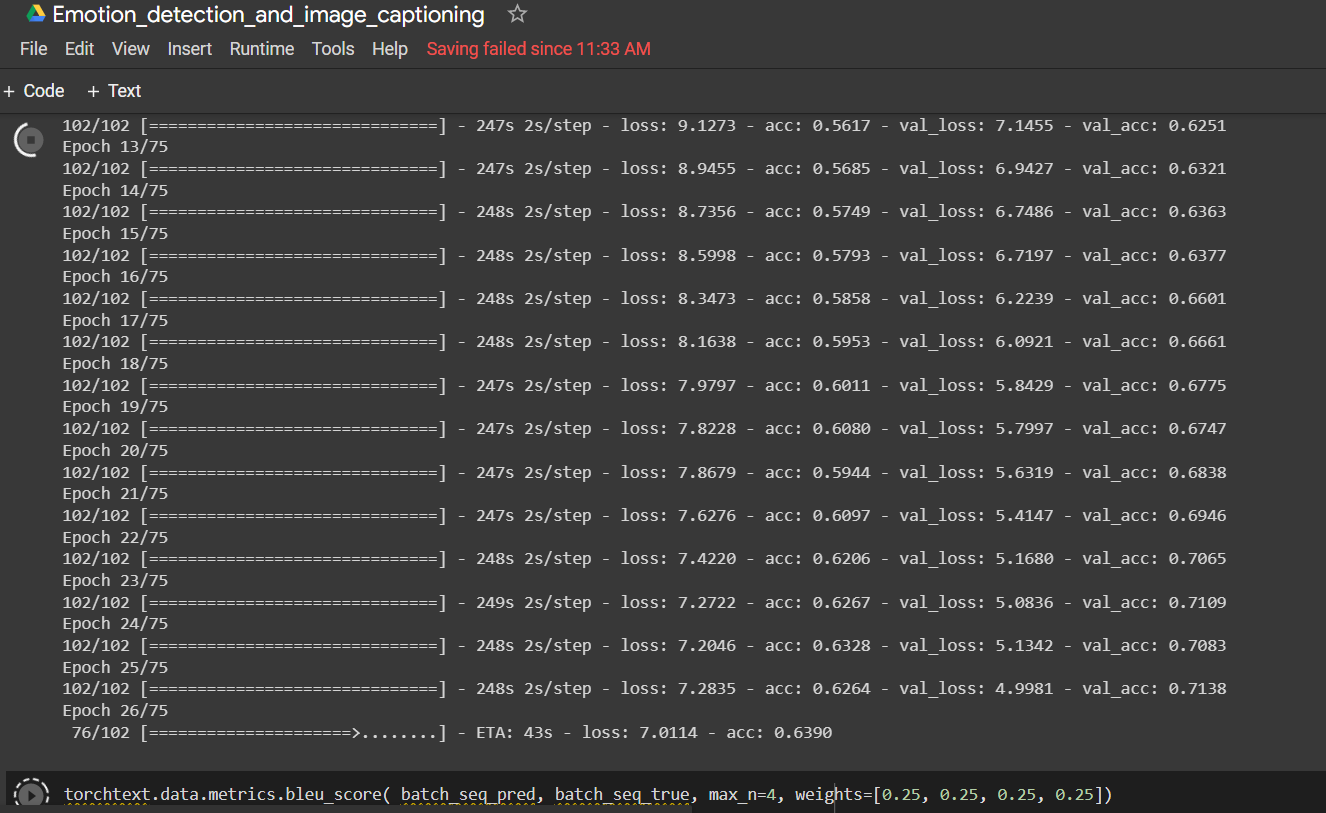 Emotion_detection_and_image_captioning
File Edit View Insert Runtime Tools Help Saving failed since 11:33 AM
+ Code + Text
102/102 [==============================] - 247s 2s/step - loss: 9.1273 - acc: 0.5617 - val_loss: 7.1455 - val_acc: 0.6251
Epoch 13/75
102/102 [==============================] - 247s 2s/step - loss: 8.9455 - acc: 0.5685 - val_loss: 6.9427 - val_acc: 0.6321
Epoch 14/75
102/102 [==============================] - 248s 2s/step - loss: 8.7356 - acc: 0.5749 - val_loss: 6.7486 - val_acc: 0.6363
Epoch 15/75
102/102 [==============================] - 248s 2s/step - loss: 8.5998 - acc: 0.5793 - val_loss: 6.7197 - val_acc: 0.6377
Epoch 16/75
102/102 [==============================] - 248s 2s/step - loss: 8.3473 - acc: 0.5858 - val_loss: 6.2239 - val_acc: 0.6601
Epoch 17/75
102/102 [==============================] - 248s 2s/step - loss: 8.1638 - acc: 0.5953 - val_loss: 6.0921 - val_acc: 0.6661
Epoch 18/75
102/102 [==============================] - 247s 2s/step - loss: 7.9797 - acc: 0.6011 - val_loss: 5.8429 - val_acc: 0.6775
Epoch 19/75
102/102 [==============================] - 247s 2s/step - loss: 7.8228 - acc: 0.6080 - val_loss: 5.7997 - val_acc: 0.6747
Epoch 20/75
102/102 [==============================] - 247s 2s/step - loss: 7.8679 - acc: 0.5944 - val_loss: 5.6319 - val_acc: 0.6838
Epoch 21/75
102/102 [==============================] - 247s 2s/step - loss: 7.6276 - acc: 0.6097 - val_loss: 5.4147 - val_acc: 0.6946
Epoch 22/75
102/102 [==============================] - 248s 2s/step - loss: 7.4220 - acc: 0.6206 - val_loss: 5.1680 - val_acc: 0.7065
Epoch 23/75
102/102 [==============================] - 249s 2s/step - loss: 7.2722 - acc: 0.6267 - val_loss: 5.0836 - val_acc: 0.7109
Epoch 24/75
102/102 [==============================] - 248s 2s/step - loss: 7.2046 - acc: 0.6328 - val_loss: 5.1342 - val_acc: 0.7083
Epoch 25/75
102/102 [==============================] - 248s 2s/step - loss: 7.2835 - acc: 0.6264 - val_loss: 4.9981 - val_acc: 0.7138
Epoch 26/75
76/102 [=====================>........] - ETA: 43s - loss: 7.0114 - acc: 0.6390
torchtext.data.metrics.bleu_score( batch_seq_pred, batch_seq_true, max_n=4, weights=[0.25, 0.25, 0.25, 0.25])